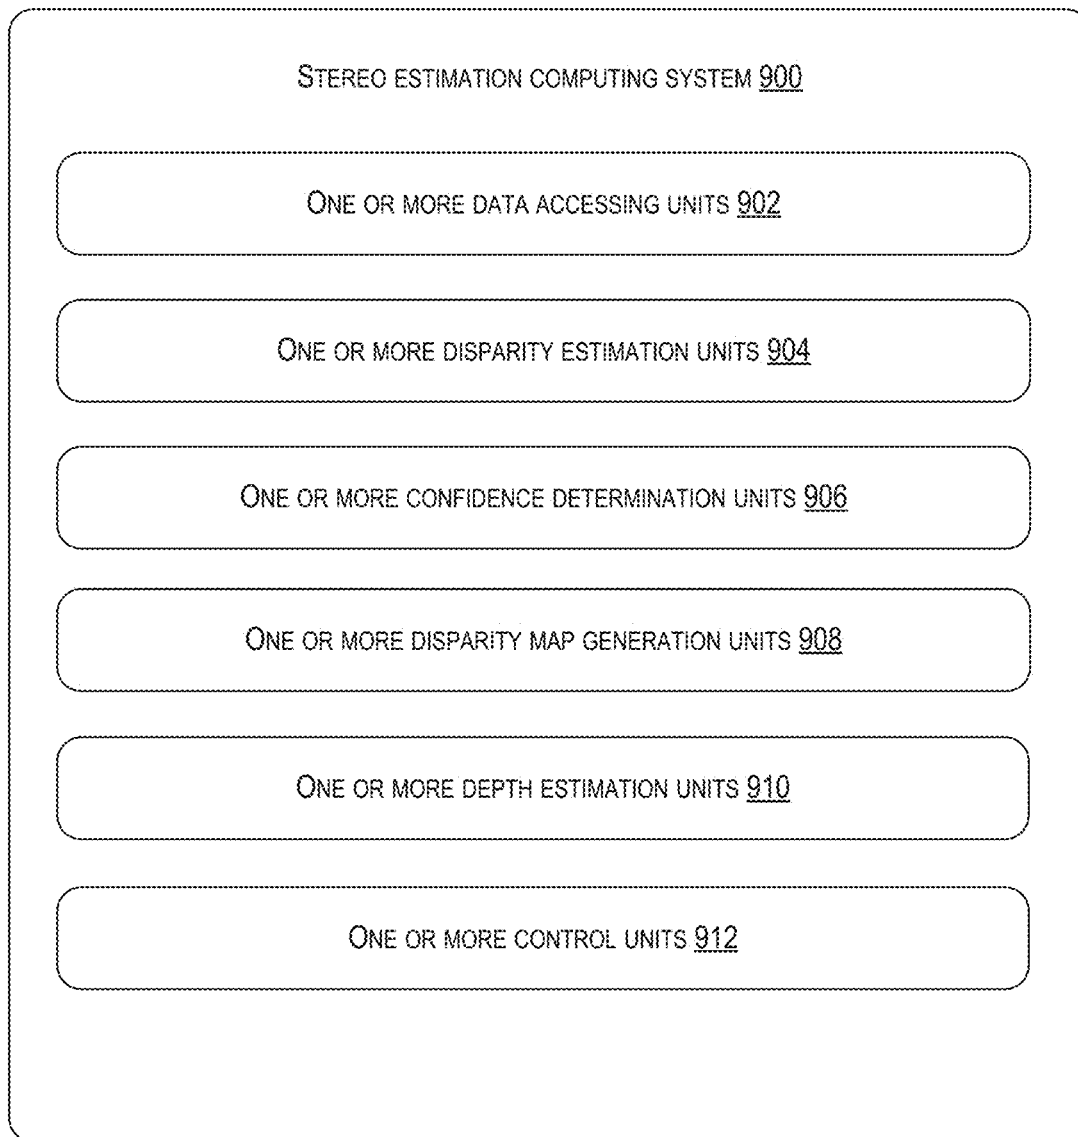 STEREO ESTIMATION COMPUTING SYSTEM 900
ONE OR MORE DATA ACCESSING UNITS 902
ONE OR MORE DISPARITY ESTIMATION UNITS 904
ONE OR MORE CONFIDENCE DETERMINATION UNITS 906
ONE OR MORE DISPARITY MAP GENERATION UNITS 908
ONE OR MORE DEPTH ESTIMATION UNITS 910
ONE OR MORE CONTROL UNITS 912